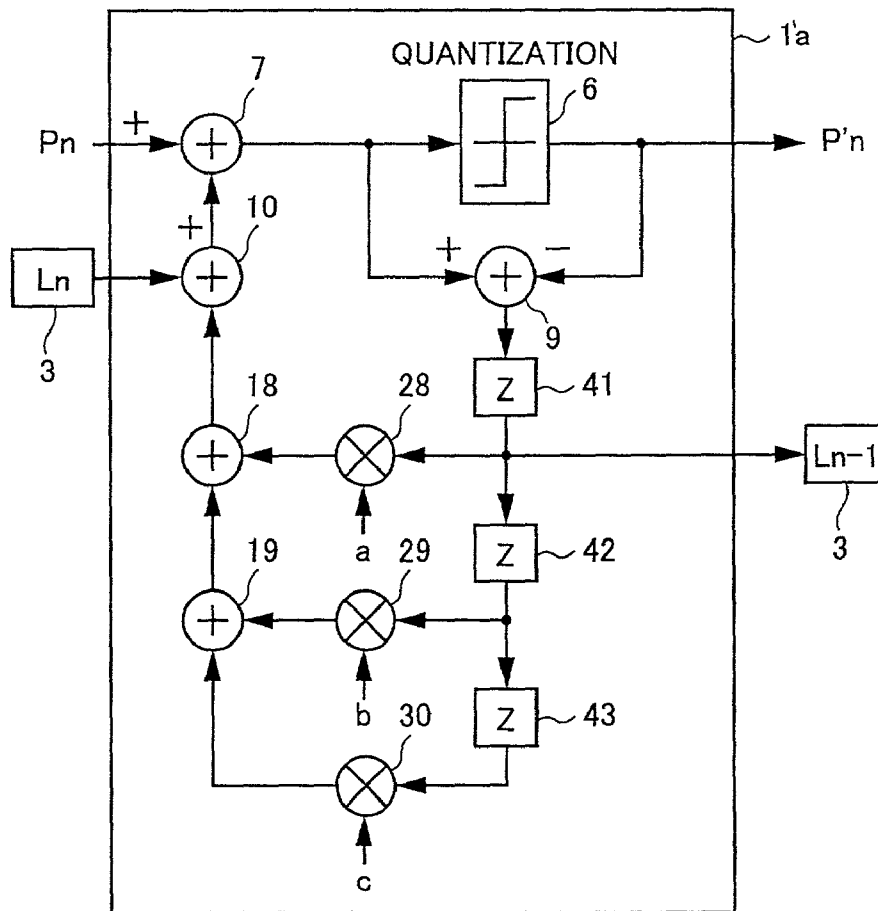 1'a
QUANTIZATION
7
6
Pn
+
+
P'n
+
10
+
−
Ln
+
+
3
9
Z
41
18
28
+
Ln-1
a
Z
42
3
19
29
+
b
Z
43
30
c